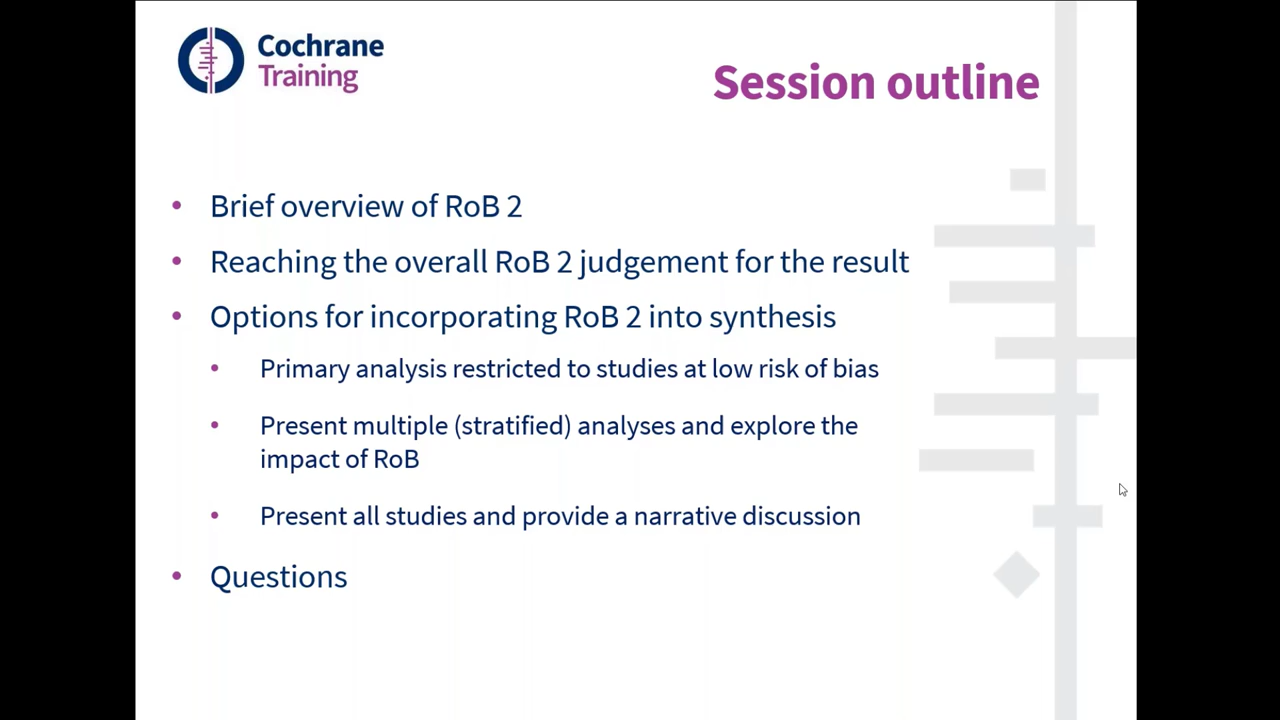 Cochrane
Training
Session outline
• Brief overview of RoB 2
• Reaching the overall RoB 2 judgement for the result
• Options for incorporating RoB 2 into synthesis
• Primary analysis restricted to studies at low risk of bias
• Present multiple (stratified) analyses and explore the
impact of RoB
• Present all studies and provide a narrative discussion
• Questions